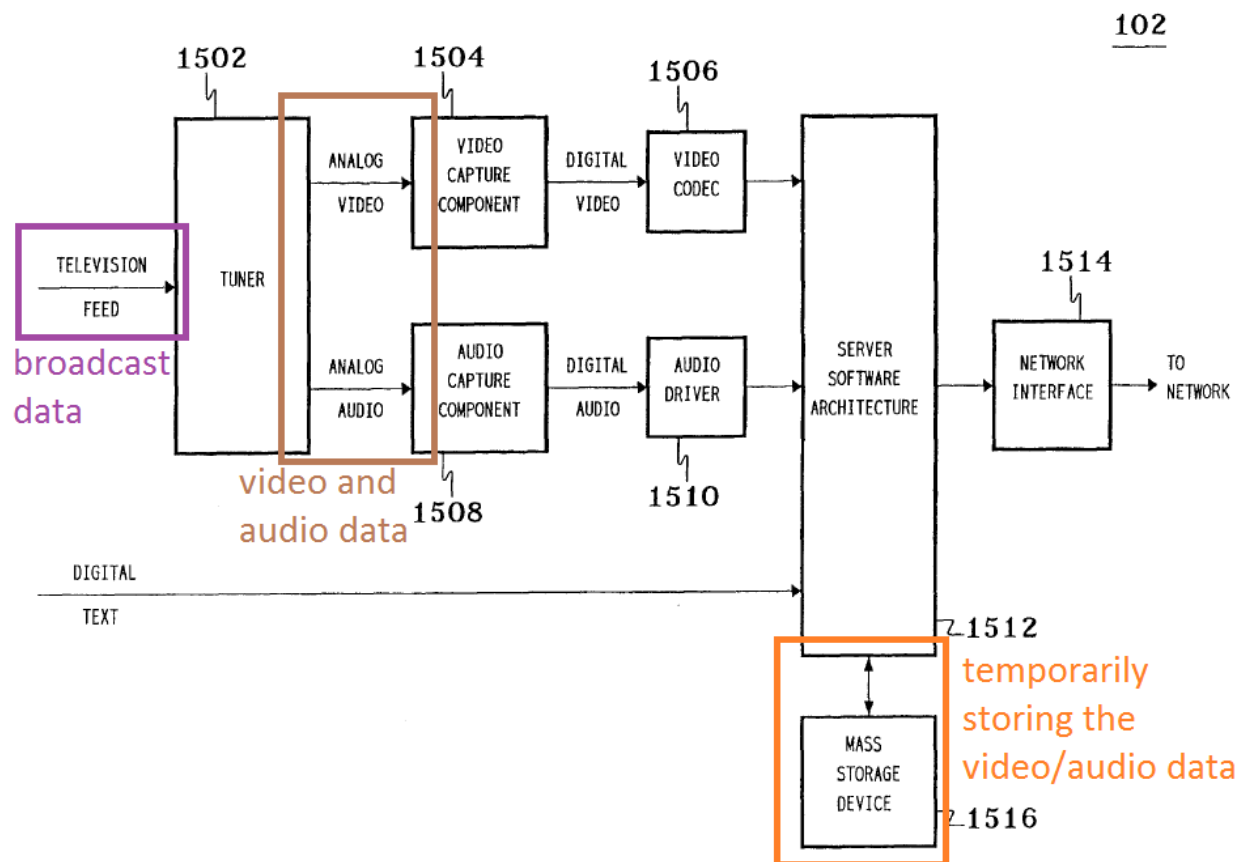 102
1502
1504
1506
ANALOG
VIDEO
VIDEO
CAPTURE
COMPONENT
DIGITAL
VIDEO
VIDEO
CODEC
TELEVISION
FEED
TUNER
broadcast
data
ANALOG
AUDIO
AUDIO
CAPTURE
COMPONENT
DIGITAL
AUDIO
AUDIO
DRIVER
SERVER
SOFTWARE
ARCHITECTURE
1514
NETWORK
INTERFACE
TO
NETWORK
video and
audio data
1508
1510
DIGITAL
TEXT
1512
temporarily
storing the
video/audio data
MASS
STORAGE
DEVICE
1516